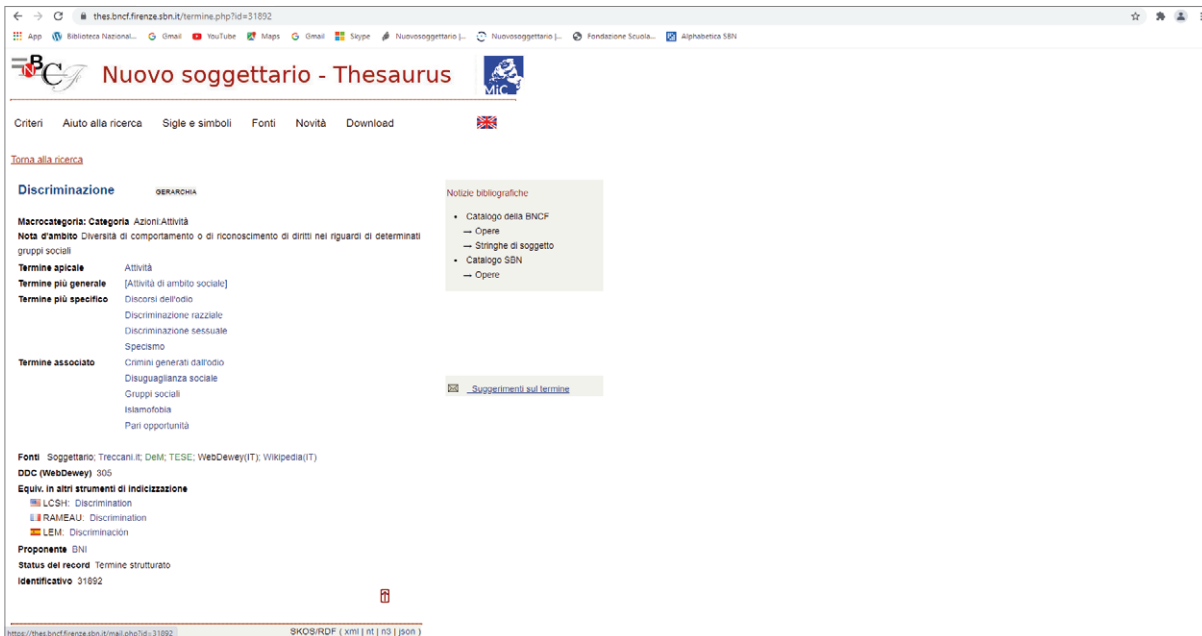 thes.bncf.firenze.sbn.it/termine.php?id=31892
App Biblioteca Nazional... Gmail YouTube Maps Gmail Skype Nuovosoggettario |... Nuovosoggettario |... Fondazione Scuola... Alphabetica SBN
BNCF Nuovo soggettario - Thesaurus MiC
Criteri Aiuto alla ricerca Sigle e simboli Fonti Novità Download
Torna alla ricerca
Discriminazione GERARCHIA
Macrocategoria: Categoria Azioni:Attività
Nota d'ambito Diversità di comportamento o di riconoscimento di diritti nei riguardi di determinati
gruppi sociali
Termine apicale Attività
Termine più generale [Attività di ambito sociale]
Termine più specifico Discorsi dell'odio
Discriminazione razziale
Discriminazione sessuale
Specismo
Termine associato Crimini generati dall'odio
Disuguaglianza sociale
Gruppi sociali
Islamofobia
Pari opportunità
Fonti Soggettario; Treccani.it; DeM; TESE; WebDewey(IT); Wikipedia(IT)
DDC (WebDewey) 305
Equiv. in altri strumenti di indicizzazione
LCSH: Discrimination
RAMEAU: Discrimination
LEM: Discriminación
Proponente BNI
Status del record Termine strutturato
Identificativo 31892
Notizie bibliografiche
• Catalogo della BNCF
→ Opere
→ Stringhe di soggetto
• Catalogo SBN
→ Opere
Suggerimenti sul termine
https://thes.bncf.firenze.sbn.it/mail.php?id=31892
SKOS/RDF ( xml | nt | n3 | json )